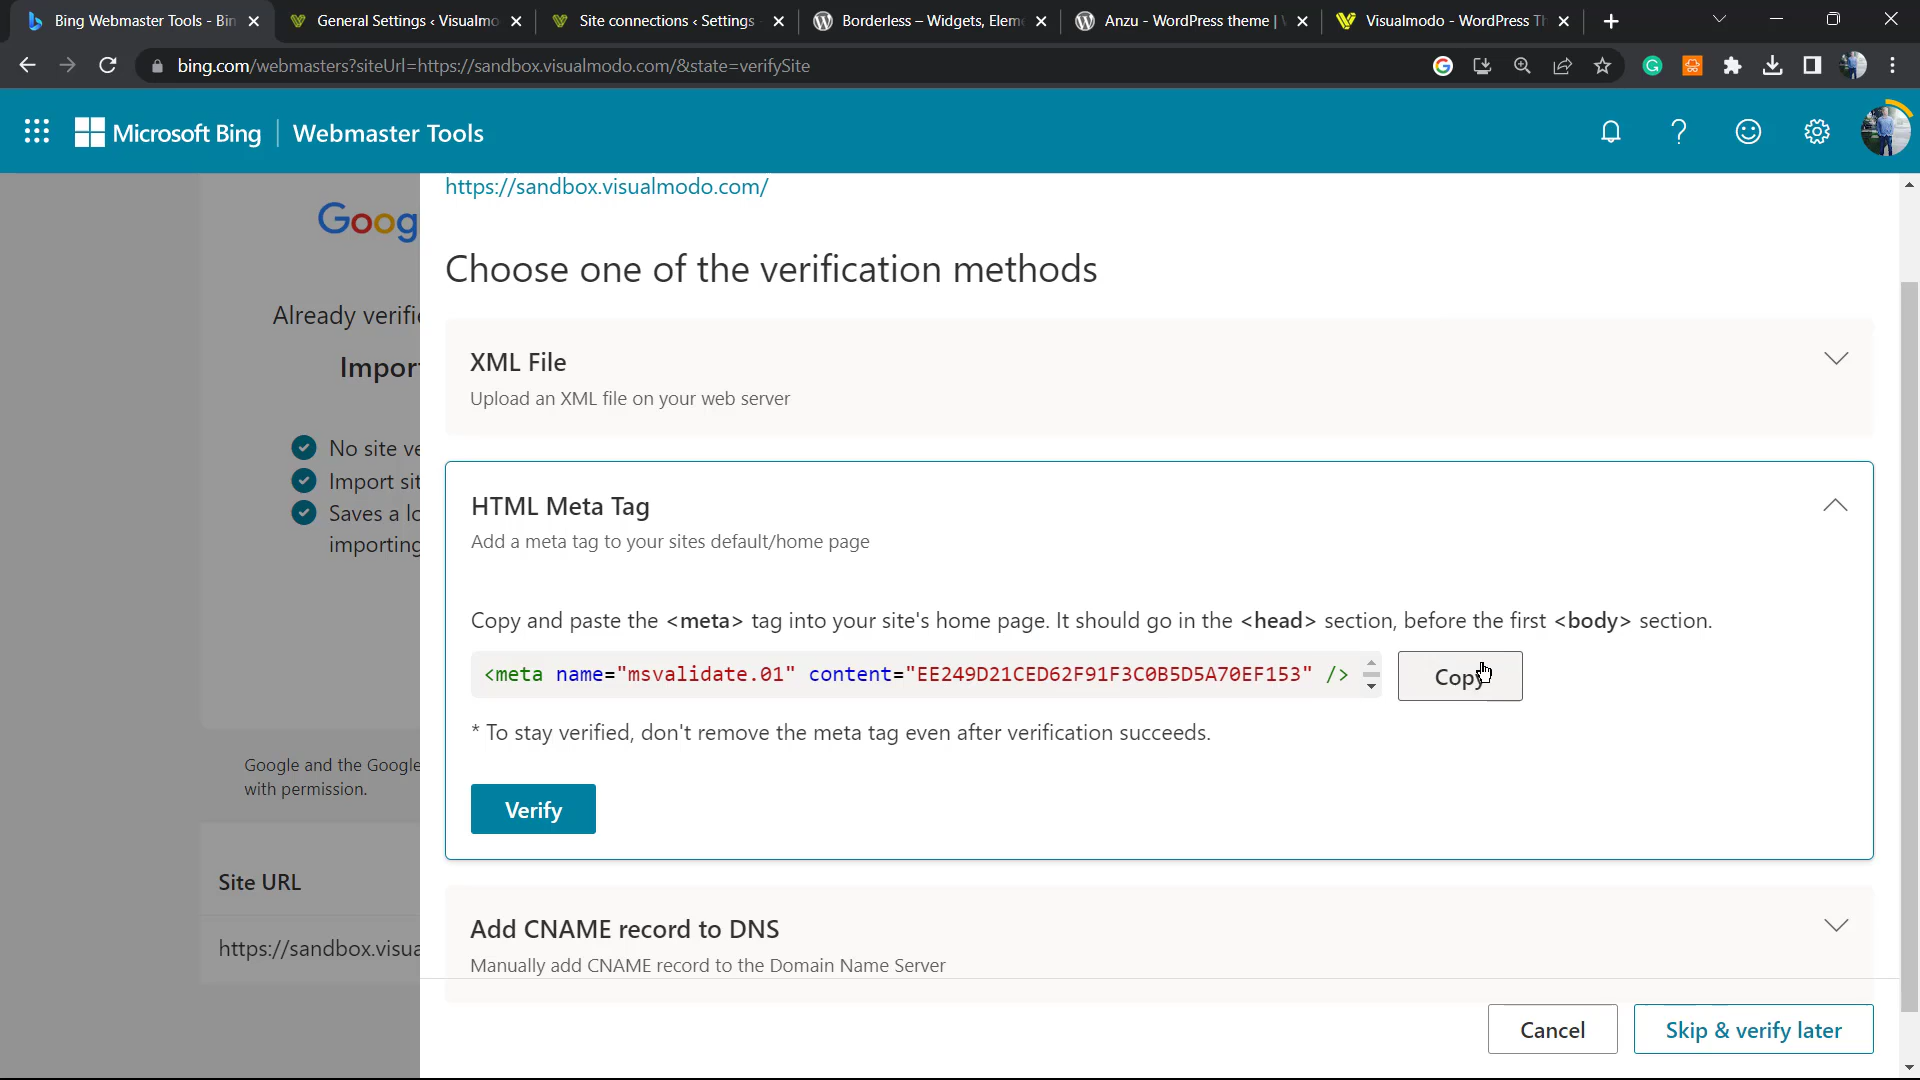 Bing Webmaster Tools - Bin
General Settings ‹ Visualmo
Site connections ‹ Settings
Borderless – Widgets, Elem
Anzu - WordPress theme |
Visualmodo - WordPress Th
bing.com/webmasters?siteUrl=https://sandbox.visualmodo.com/&state=verifySite
Microsoft Bing
Webmaster Tools
https://sandbox.visualmodo.com/
Goog
Choose one of the verification methods
Already verifie
Impor
XML File
Upload an XML file on your web server
No site ve
Import sit
Saves a lo
importing
HTML Meta Tag
Add a meta tag to your sites default/home page
Copy and paste the <meta> tag into your site's home page. It should go in the <head> section, before the first <body> section.
<meta name="msvalidate.01" content="EE249D21CED62F91F3C0B5D5A70EF153" />
Copy
* To stay verified, don't remove the meta tag even after verification succeeds.
Google and the Google
with permission.
Verify
Site URL
https://sandbox.visua
Add CNAME record to DNS
Manually add CNAME record to the Domain Name Server
Cancel
Skip & verify later